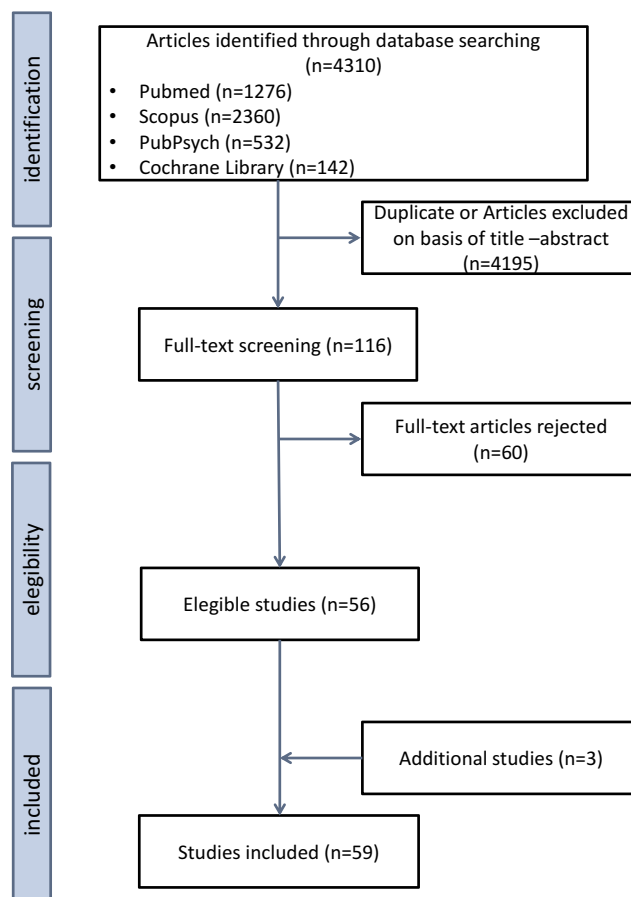 identification
Articles identified through database searching
(n=4310)
• Pubmed (n=1276)
• Scopus (n=2360)
• PubPsych (n=532)
• Cochrane Library (n=142)
Duplicate or Articles excluded
on basis of title –abstract
(n=4195)
screening
Full-text screening (n=116)
Full-text articles rejected
(n=60)
elegibility
Elegible studies (n=56)
included
Additional studies (n=3)
Studies included (n=59)